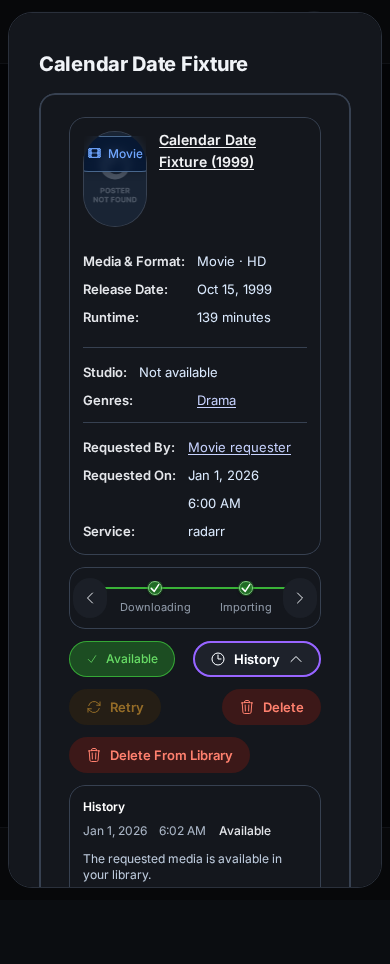 Calendar Date Fixture
Movie
POSTER
NOT FOUND
Calendar Date
Fixture (1999)
Media & Format: Movie · HD
Release Date: Oct 15, 1999
Runtime: 139 minutes
Studio: Not available
Genres: Drama
Requested By: Movie requester
Requested On: Jan 1, 2026
6:00 AM
Service: radarr
Downloading Importing
Available History
Retry Delete
Delete From Library
History
Jan 1, 2026 6:02 AM Available
The requested media is available in
your library.